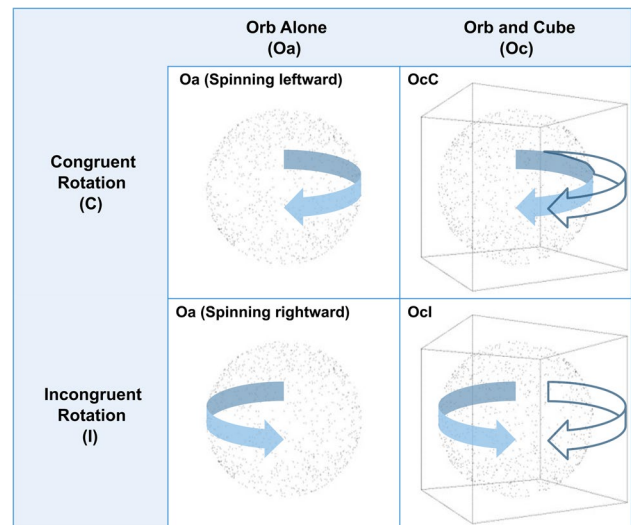 Orb Alone
(Oa)
Orb and Cube
(Oc)
Congruent
Rotation
(C)
Oa (Spinning leftward)
OcC
Incongruent
Rotation
(I)
Oa (Spinning rightward)
OcI